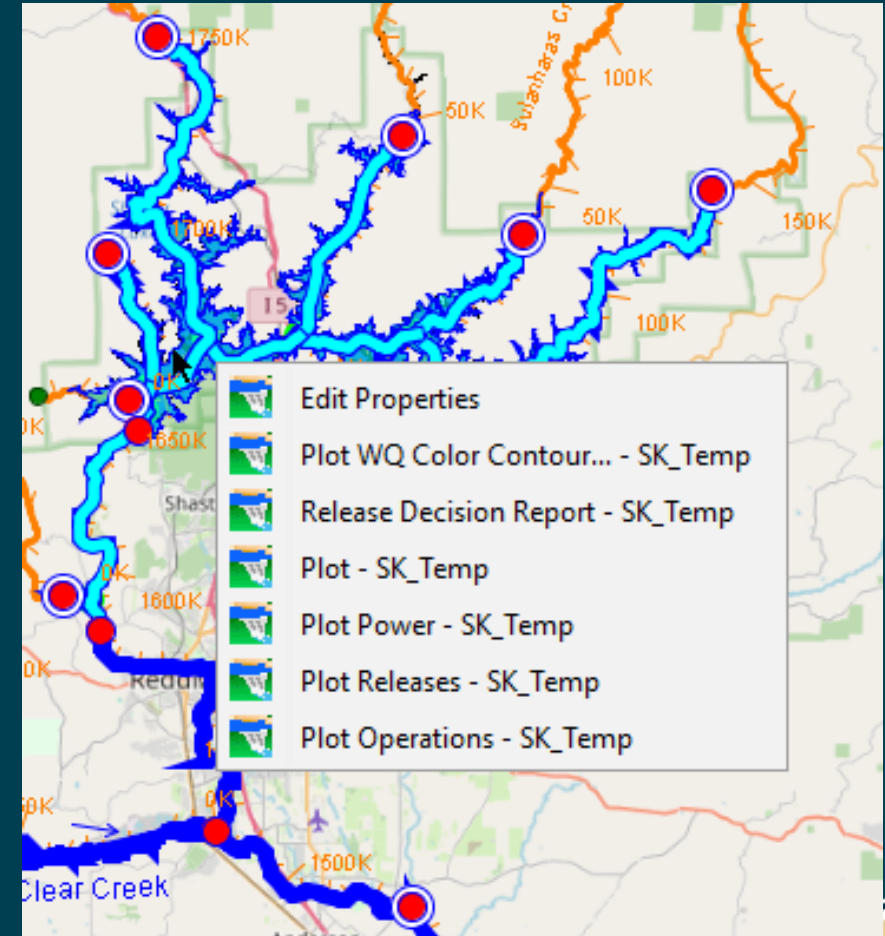 1750K
100K
50K
50K
150K
1700K
15
100K
0K
1650K
Shast
0K
1600K
0K
Reddi
Edit Properties
Plot WQ Color Contour... - SK_Temp
Release Decision Report - SK_Temp
Plot - SK_Temp
Plot Power - SK_Temp
Plot Releases - SK_Temp
Plot Operations - SK_Temp
0K
1500K
Clear Creek